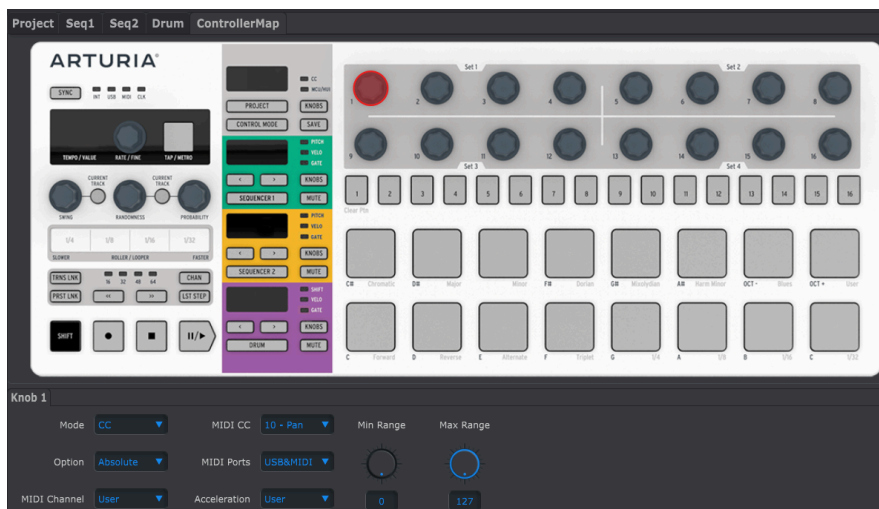 Project Seq1 Seq2 Drum ControllerMap
ARTURIA
SYNC
INT USB MIDI CLK
TEMPO / VALUE RATE / FINE TAP / METRO
CURRENT TRACK
CURRENT TRACK
SWING RANDOMNESS PROBABILITY
1/4 1/8 1/16 1/32
SLOWER ROLLER / LOOPER FASTER
TRNS LNK
16 32 48 64
CHAN
PRST LNK
<< >>
LST STEP
SHIFT
CC
MCU/HUI
PROJECT KNOBS
CONTROL MODE SAVE
PITCH
VELO
GATE
< > KNOBS
SEQUENCER 1 MUTE
PITCH
VELO
GATE
< > KNOBS
SEQUENCER 2 MUTE
SHIFT
VELO
GATE
< > KNOBS
DRUM MUTE
Set 1 Set 2
1 2 3 4 5 6 7 8
9 10 11 12 13 14 15 16
Set 3 Set 4
1 2 3 4 5 6 7 8 9 10 11 12 13 14 15 16
Clear Pin
C# Chromatic D# Major Minor F# Dorian G# Mixolydian A# Harm Minor OCT - Blues OCT + User
C Forward D Reverse E Alternate F Triplet G 1/4 A 1/8 B 1/16 C 1/32
Knob 1
Mode CC MIDI CC 10 - Pan Min Range Max Range
Option Absolute MIDI Ports USB&MIDI
MIDI Channel User Acceleration User 0 127